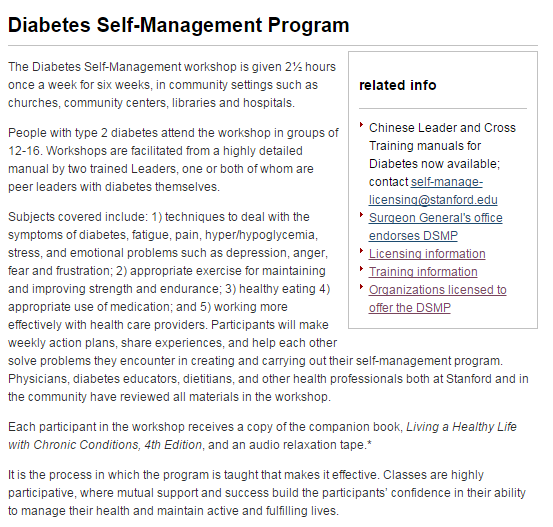 Diabetes Self-Management Program
The Diabetes Self-Management workshop is given 2½ hours
once a week for six weeks, in community settings such as
churches, community centers, libraries and hospitals.
People with type 2 diabetes attend the workshop in groups of
12-16. Workshops are facilitated from a highly detailed
manual by two trained Leaders, one or both of whom are
peer leaders with diabetes themselves.
Subjects covered include: 1) techniques to deal with the
symptoms of diabetes, fatigue, pain, hyper/hypoglycemia,
stress, and emotional problems such as depression, anger,
fear and frustration; 2) appropriate exercise for maintaining
and improving strength and endurance; 3) healthy eating 4)
appropriate use of medication; and 5) working more
effectively with health care providers. Participants will make
weekly action plans, share experiences, and help each other
solve problems they encounter in creating and carrying out their self-management program.
Physicians, diabetes educators, dietitians, and other health professionals both at Stanford and in
the community have reviewed all materials in the workshop.
Each participant in the workshop receives a copy of the companion book, Living a Healthy Life
with Chronic Conditions, 4th Edition, and an audio relaxation tape.*
It is the process in which the program is taught that makes it effective. Classes are highly
participative, where mutual support and success build the participants' confidence in their ability
to manage their health and maintain active and fulfilling lives.
related info
Chinese Leader and Cross
Training manuals for
Diabetes now available;
contact self-manage-
licensing@stanford.edu
Surgeon General's office
endorses DSMP
Licensing information
Training information
Organizations licensed to
offer the DSMP